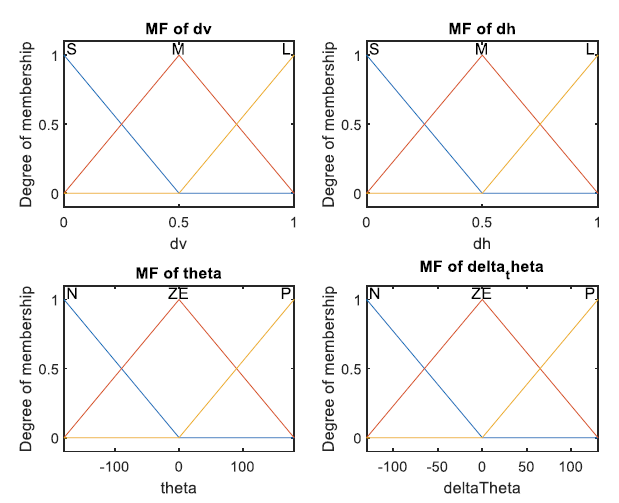 MF of dv
S M L
Degree of membership
1
0.5
0
0 0.5 1
dv
MF of dh
S M L
Degree of membership
1
0.5
0
0 0.5 1
dh
MF of theta
N ZE P
Degree of membership
1
0.5
0
-100 0 100
theta
MF of delta_theta
N ZE P
Degree of membership
1
0.5
0
-100 -50 0 50 100
deltaTheta